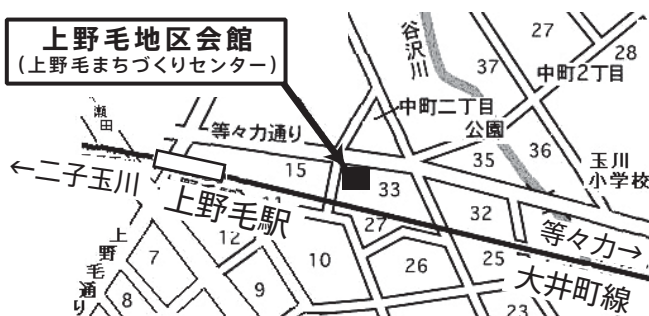 上野毛地区会館
(上野毛まちづくりセンター)
谷沢川
27
28
37
中町2丁目
中町二丁目
公園
瀬田
等々力通り
15
35
36
玉川
小学校
←二子玉川
上野毛駅
33
32
27
等々力→
上野毛通り
12
7
10
26
25
大井町線
8
9
23